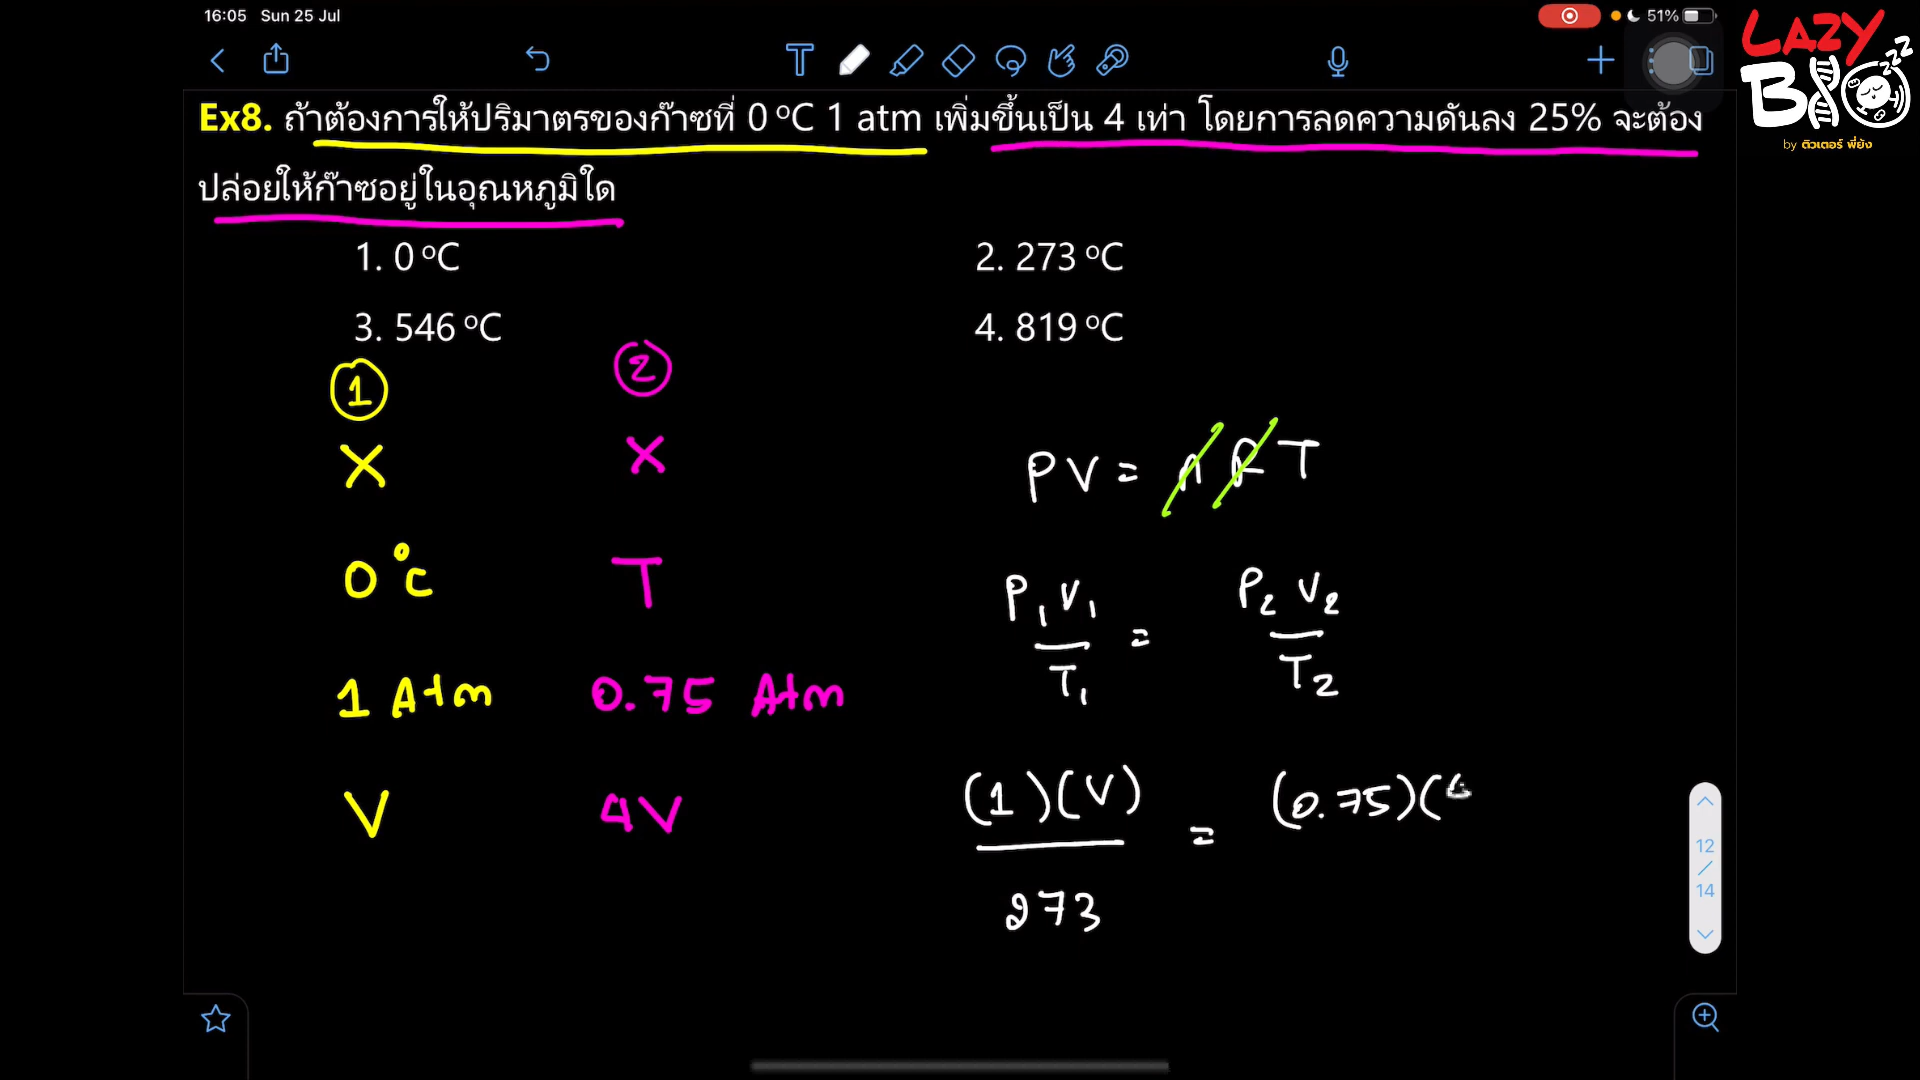 16:05 Sun 25 Jul
51%
LAZY
BIO zzz
by ติวเตอร์ พี่ยัง
Ex8. ถ้าต้องการให้ปริมาตรของก๊าซที่ 0 °C 1 atm เพิ่มขึ้นเป็น 4 เท่า โดยการลดความดันลง 25% จะต้อง
ปล่อยให้ก๊าซอยู่ในอุณหภูมิใด
1. 0 °C
2. 273 °C
3. 546 °C
4. 819 °C
1 2
X X
PV = nRT
0 °C T
P₁V₁ = P₂V₂
T₁ T₂
1 Atm 0.75 Atm
V 4V
(1)(V) = (0.75)(
273
12
/
14